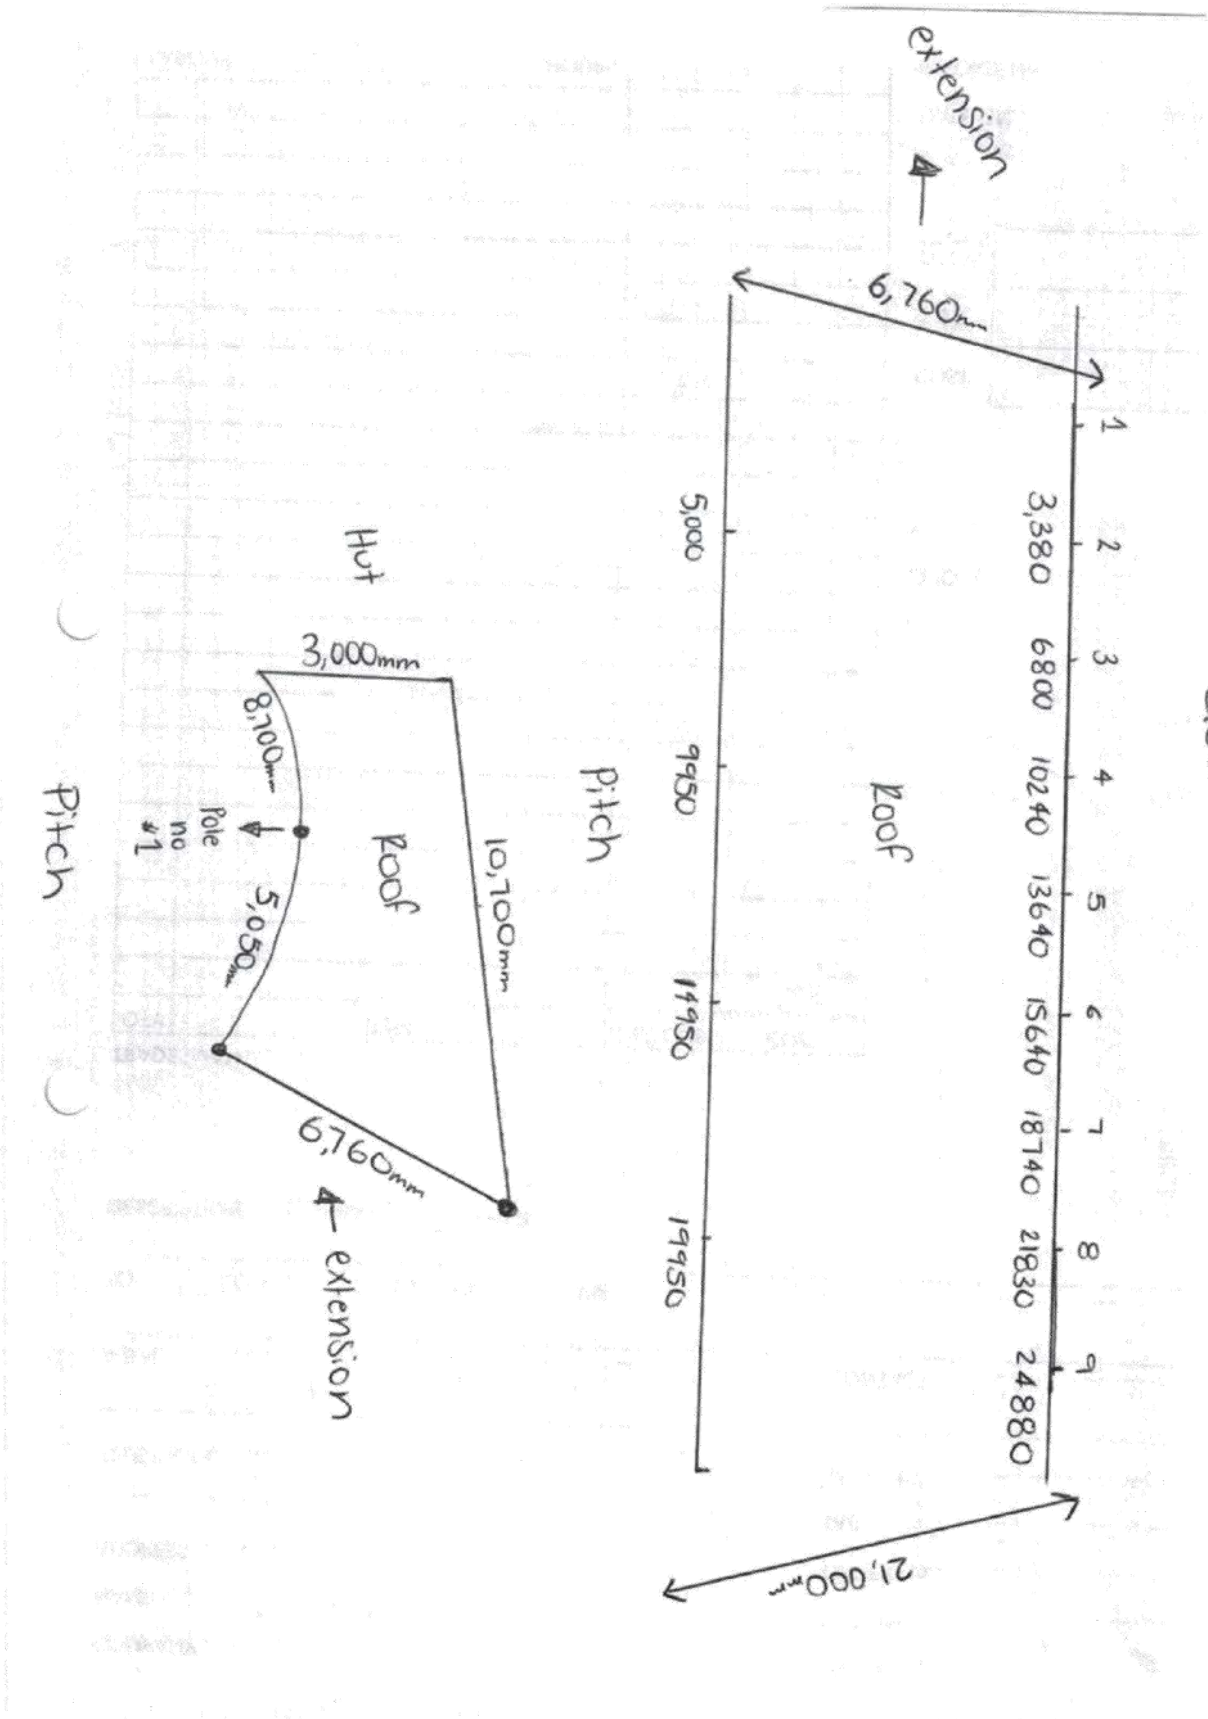 extension
6,760mm
1 2 3 4 5 6 7 8 9
3,380 6800 10240 13640 15640 18740 21830 24880
Roof
21,000mm
5,000 9950 14950 19950
Pitch
Hut
3,000mm
10,700mm
Roof
8,700mm
5,050mm
Pole
no
#1
6,760mm
extension
Pitch